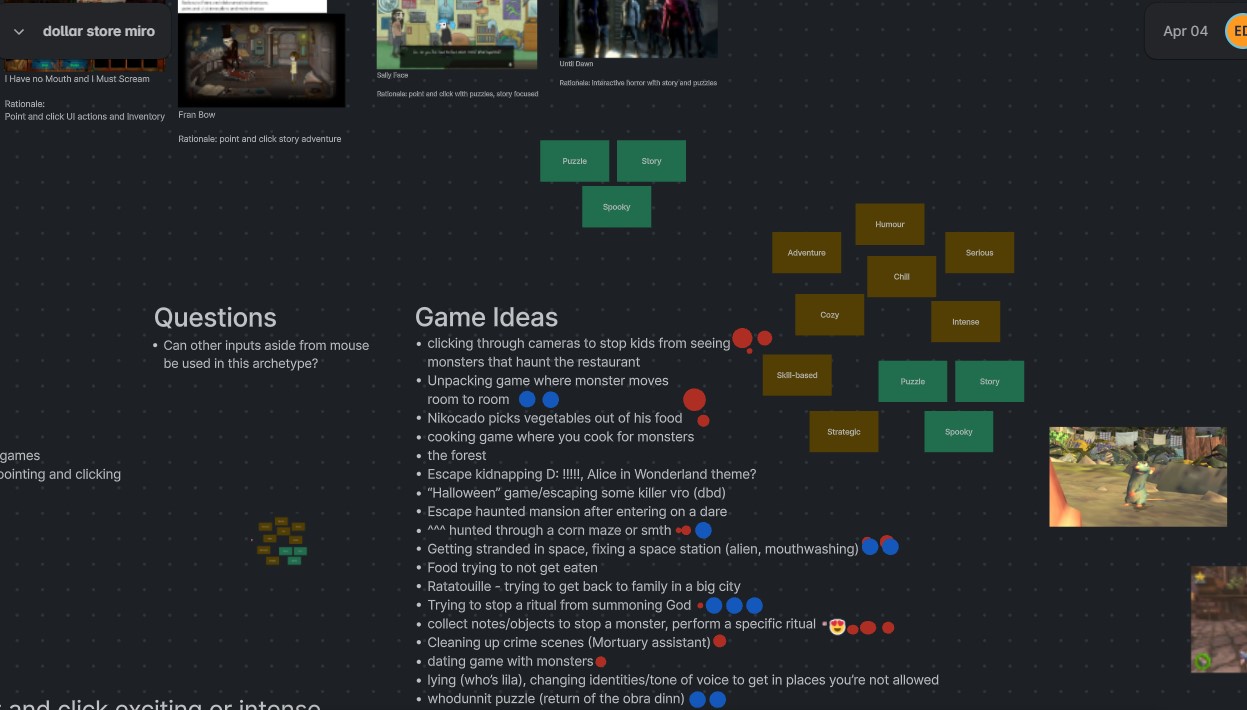 dollar store miro
Apr 04
ED
I Have no Mouth and I Must Scream
Rationale:
Point and click UI actions and Inventory
Fran Bow
Rationale: point and click story adventure
Sally Face
Rationale: point and click with puzzles, story focused
Until Dawn
Rationale: Interactive horror with story and puzzles
Puzzle
Story
Spooky
Humour
Adventure
Serious
Chill
Cozy
Intense
Skill-based
Puzzle
Story
Strategic
Spooky
Questions
• Can other inputs aside from mouse
be used in this archetype?
games
pointing and clicking
Game Ideas
• clicking through cameras to stop kids from seeing
monsters that haunt the restaurant
• Unpacking game where monster moves
room to room
• Nikocado picks vegetables out of his food
• cooking game where you cook for monsters
• the forest
• Escape kidnapping D: !!!!!, Alice in Wonderland theme?
• “Halloween” game/escaping some killer vro (dbd)
• Escape haunted mansion after entering on a dare
• ^^^ hunted through a corn maze or smth
• Getting stranded in space, fixing a space station (alien, mouthwashing)
• Food trying to not get eaten
• Ratatouille - trying to get back to family in a big city
• Trying to stop a ritual from summoning God
• collect notes/objects to stop a monster, perform a specific ritual
• Cleaning up crime scenes (Mortuary assistant)
• dating game with monsters
• lying (who’s lila), changing identities/tone of voice to get in places you’re not allowed
• whodunnit puzzle (return of the obra dinn)
and click exciting or intense